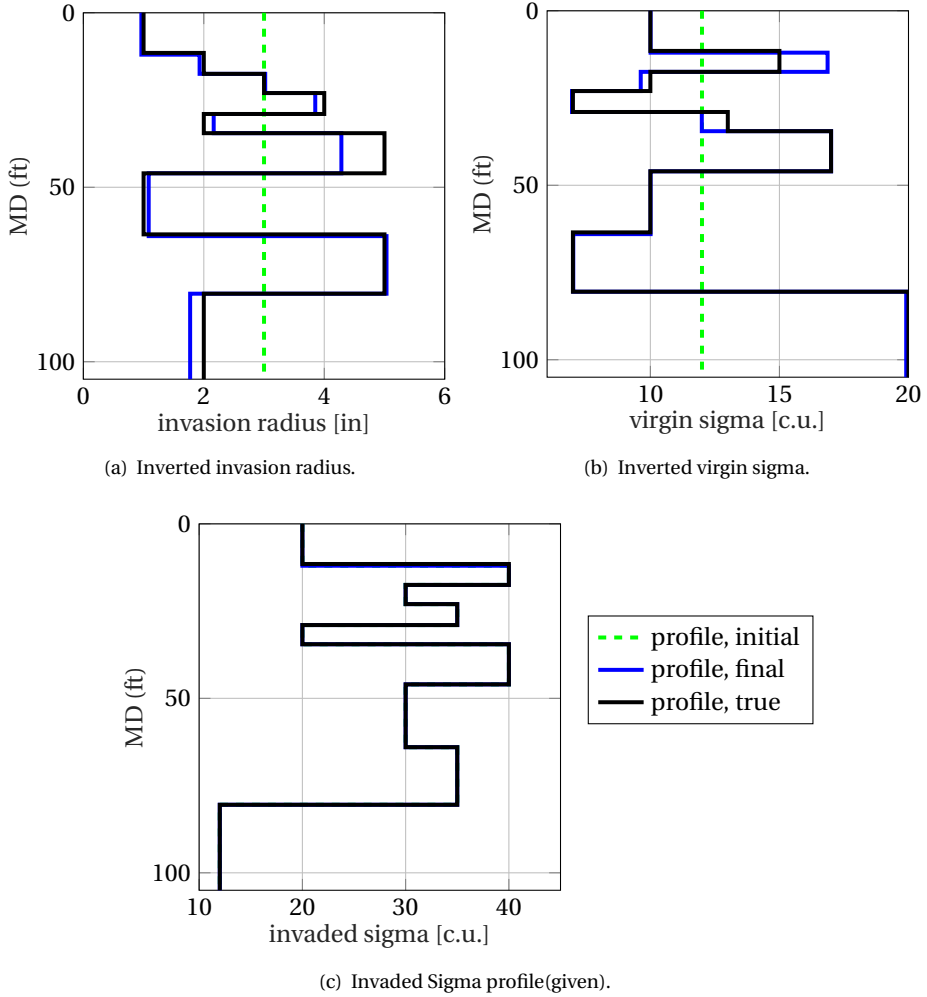 0
50
100
MD (ft)
0 2 4 6
invasion radius [in]
(a) Inverted invasion radius.
0
50
100
MD (ft)
10 15 20
virgin sigma [c.u.]
(b) Inverted virgin sigma.
0
50
100
MD (ft)
10 20 30 40
invaded sigma [c.u.]
profile, initial
profile, final
profile, true
(c) Invaded Sigma profile(given).